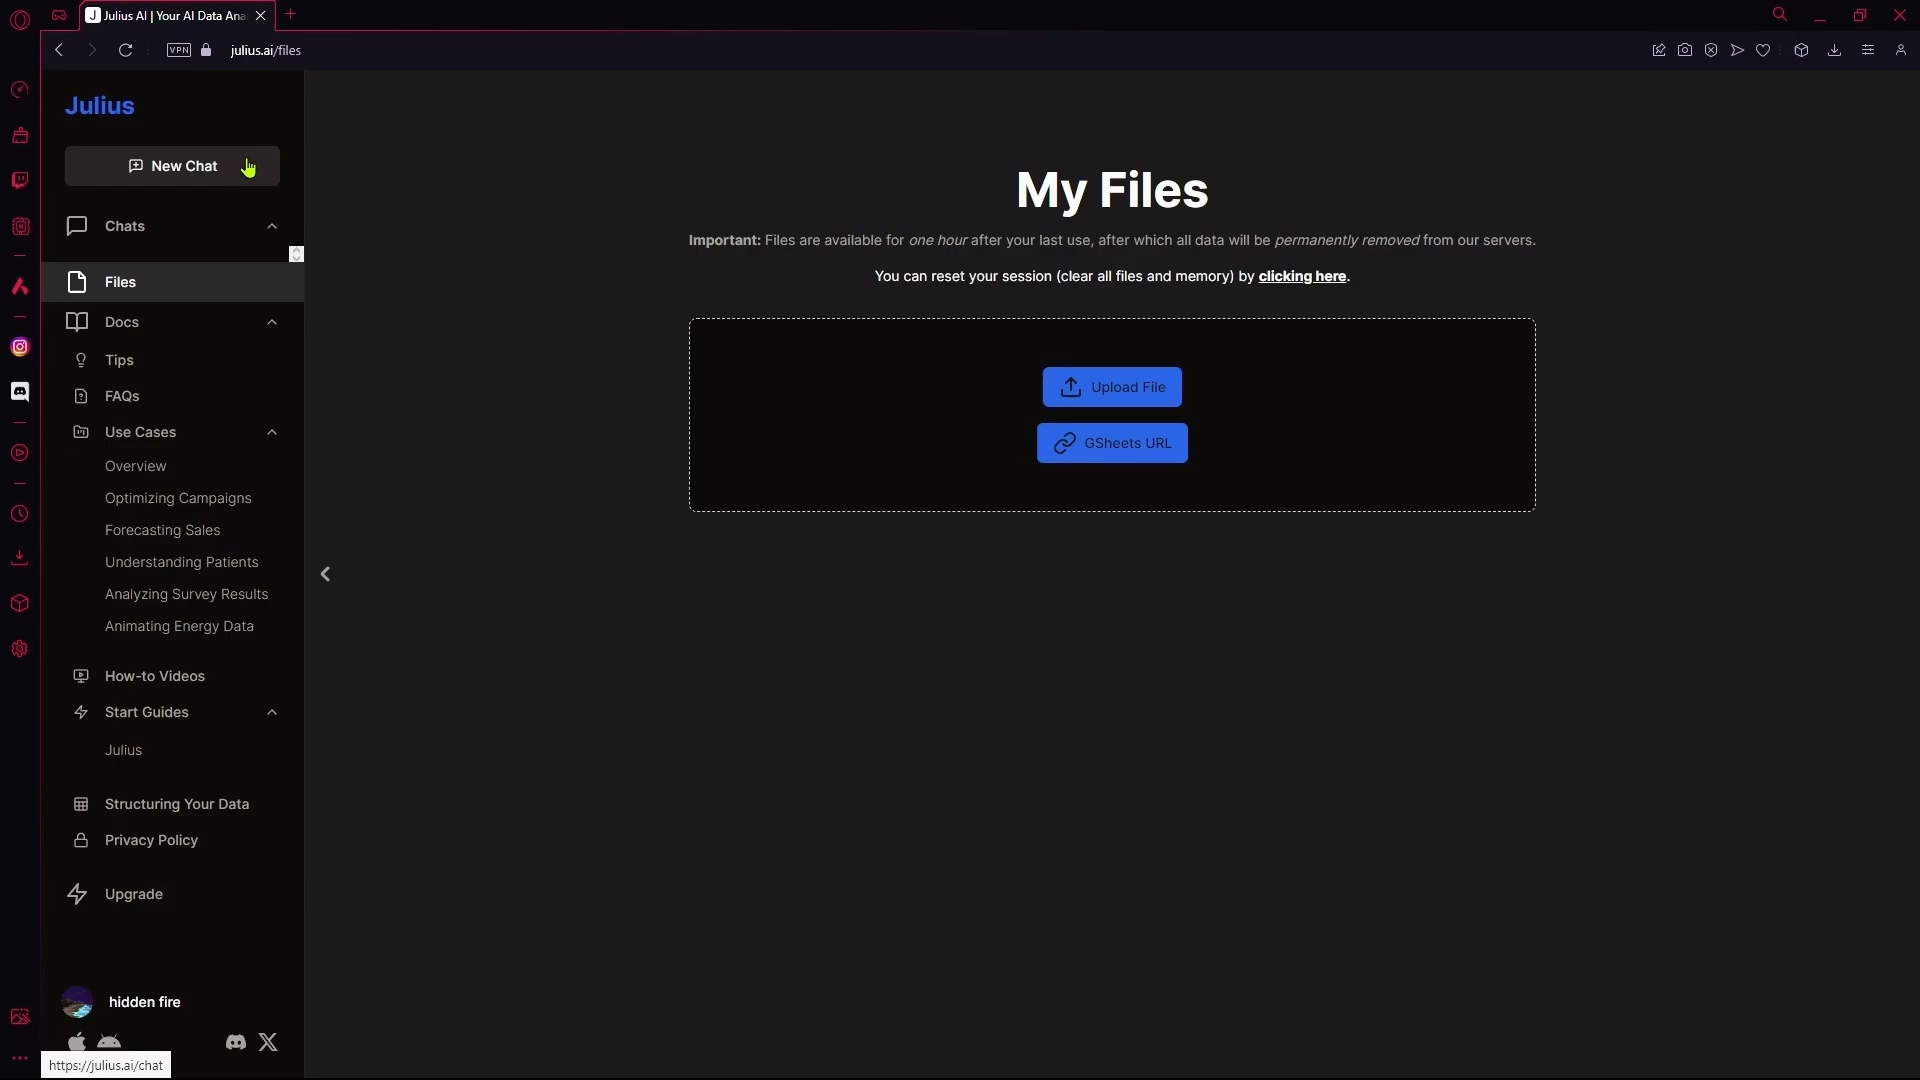 J Julius AI | Your AI Data Ana
VPN julius.ai/files
Julius
New Chat
Chats
Files
Docs
Tips
FAQs
Use Cases
Overview
Optimizing Campaigns
Forecasting Sales
Understanding Patients
Analyzing Survey Results
Animating Energy Data
How-to Videos
Start Guides
Julius
Structuring Your Data
Privacy Policy
Upgrade
hidden fire
https://julius.ai/chat
My Files
Important: Files are available for one hour after your last use, after which all data will be permanently removed from our servers.
You can reset your session (clear all files and memory) by clicking here.
Upload File
GSheets URL